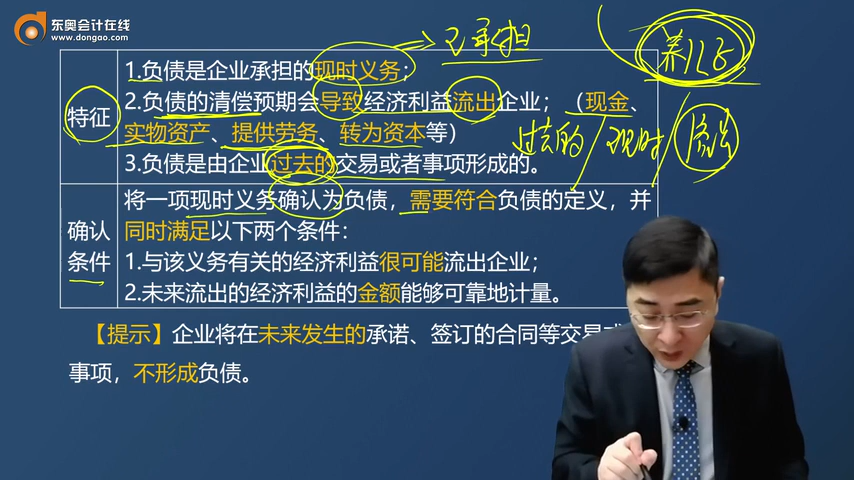 东奥会计在线
www.dongao.com
已承担
养儿子
特征
1.负债是企业承担的现时义务；
2.负债的清偿预期会导致经济利益流出企业；（现金、
实物资产、提供劳务、转为资本等）
3.负债是由企业过去的交易或者事项形成的。
过去的/现时/流出
确认
条件
将一项现时义务确认为负债，需要符合负债的定义，并
同时满足以下两个条件：
1.与该义务有关的经济利益很可能流出企业；
2.未来流出的经济利益的金额能够可靠地计量。
【提示】企业将在未来发生的承诺、签订的合同等交易或
事项，不形成负债。